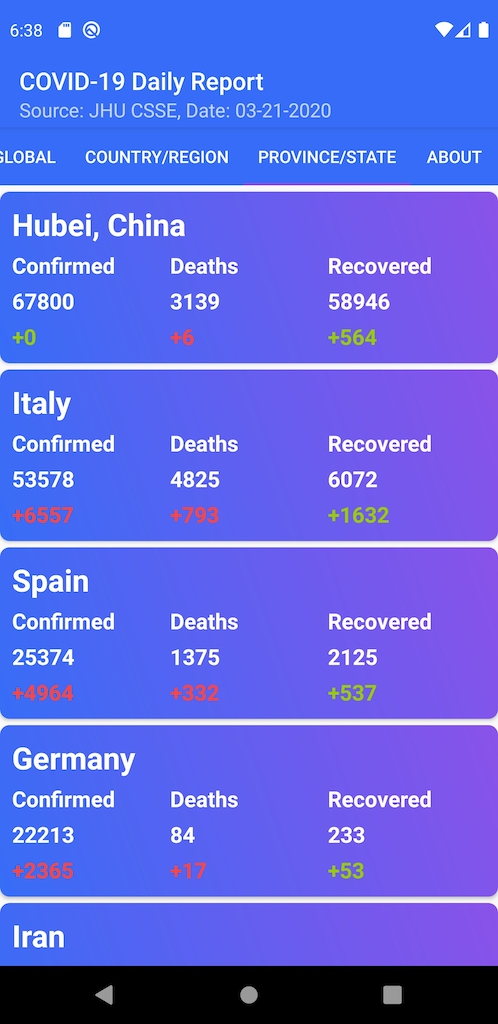 6:38
COVID-19 Daily Report
Source: JHU CSSE, Date: 03-21-2020
GLOBAL COUNTRY/REGION PROVINCE/STATE ABOUT
Hubei, China
Confirmed Deaths Recovered
67800 3139 58946
+0 +6 +564
Italy
Confirmed Deaths Recovered
53578 4825 6072
+6557 +793 +1632
Spain
Confirmed Deaths Recovered
25374 1375 2125
+4964 +332 +537
Germany
Confirmed Deaths Recovered
22213 84 233
+2365 +17 +53
Iran